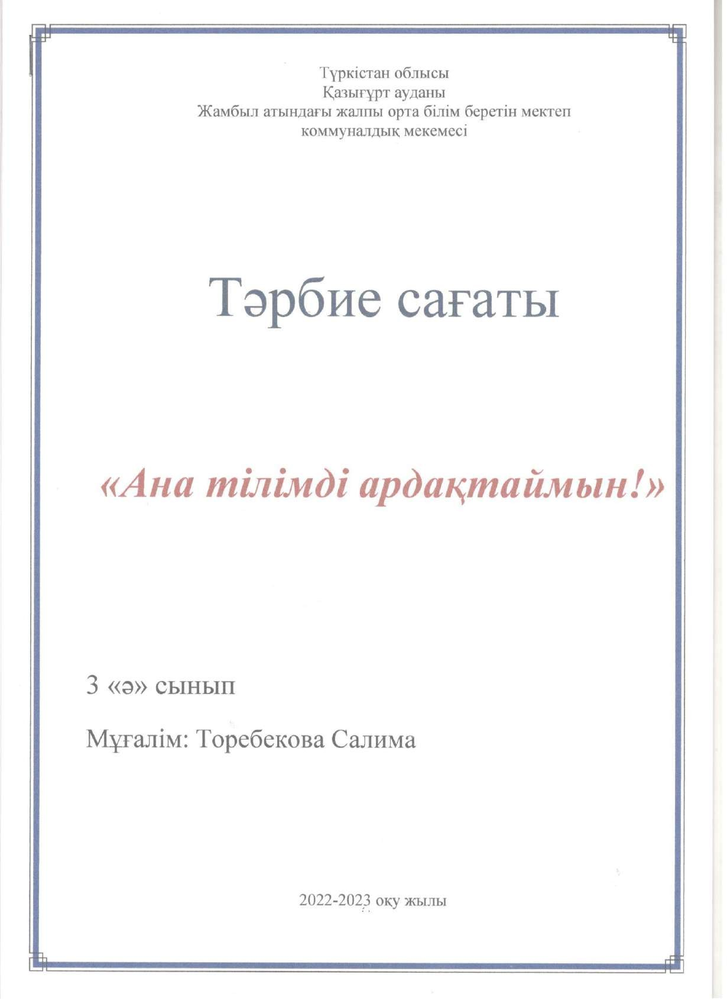 Түркістан облысы
Қазығұрт ауданы
Жамбыл атындағы жалпы орта білім беретін мектеп
коммуналдық мекемесі
Тәрбие сағаты
«Ана тілімді ардақтаймын!»
3 «ә» сынып
Мұғалім: Торебекова Салима
2022-2023 оқу жылы